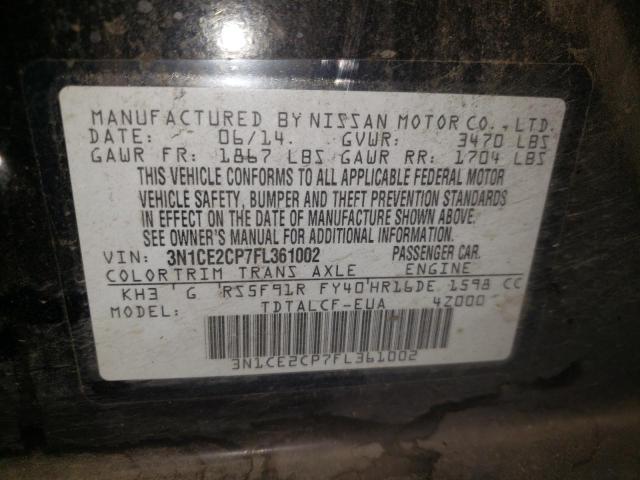 MANUFACTURED BY NISSAN MOTOR CO., LTD.
DATE: 06/14. GVWR: 3470 LBS
GAWR FR: 1867 LBS GAWR RR: 1704 LBS
THIS VEHICLE CONFORMS TO ALL APPLICABLE FEDERAL MOTOR
VEHICLE SAFETY, BUMPER AND THEFT PREVENTION STANDARDS
IN EFFECT ON THE DATE OF MANUFACTURE SHOWN ABOVE.
SEE OWNER'S MANUAL FOR ADDITIONAL INFORMATION.
VIN: 3N1CE2CP7FL361002 PASSENGER CAR.
COLOR TRIM TRANS AXLE ENGINE
KH3 ' G ' RS5F91R FY40 ' HR16DE 1598 CC
MODEL: TDTALCF-EUA 4Z000
3N1CE2CP7FL361002